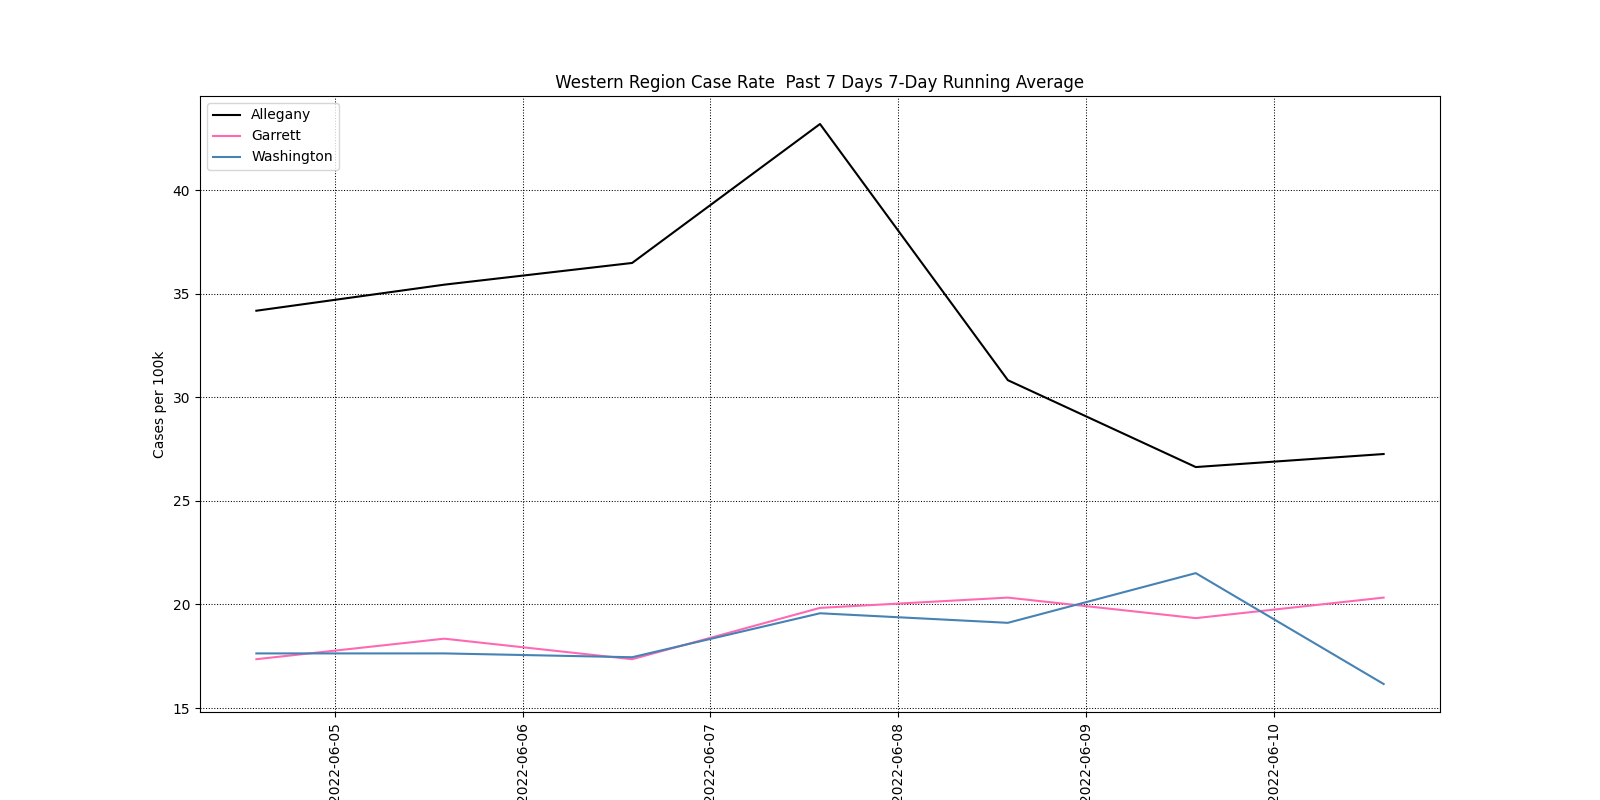 Western Region Case Rate  Past 7 Days 7-Day Running Average
Allegany
Garrett
Washington
Cases per 100k
40
35
30
25
20
15
2022-06-05
2022-06-06
2022-06-07
2022-06-08
2022-06-09
2022-06-10